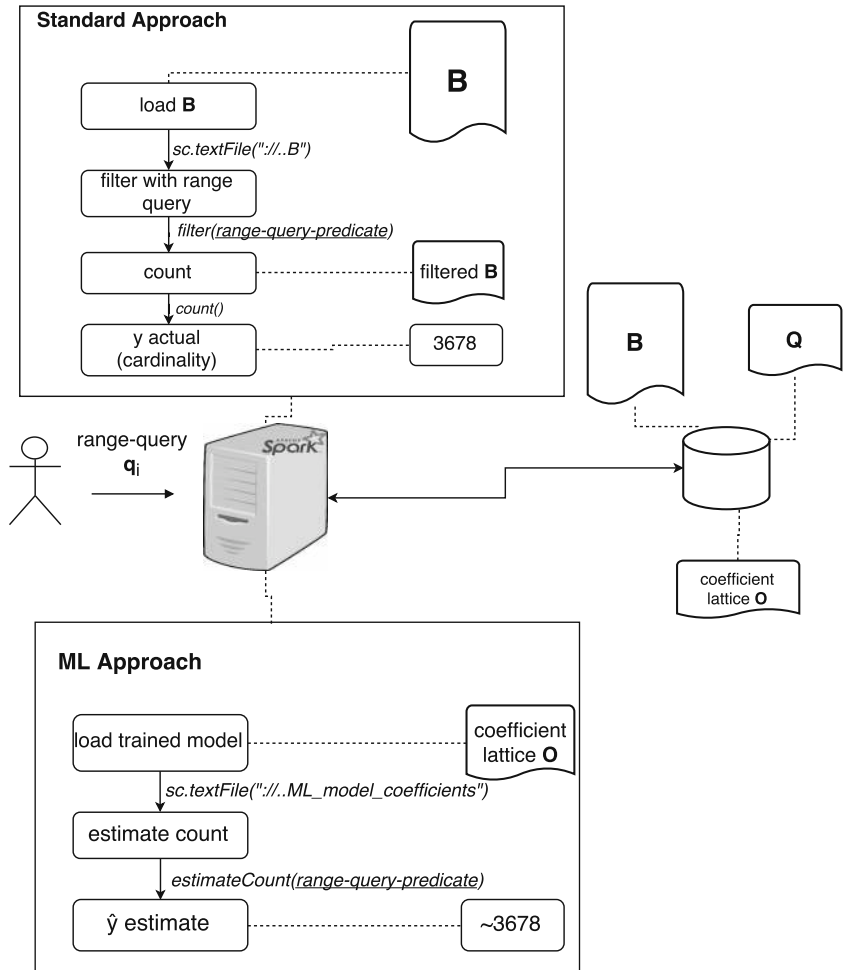 Standard Approach
B
load B
sc.textFile("://..B")
filter with range
query
filter(range-query-predicate)
count
filtered B
count()
y actual
(cardinality)
3678
B
Q
range-query
qi
APACHE
Spark
coefficient
lattice O
ML Approach
load trained model
coefficient
lattice O
sc.textFile("://..ML_model_coefficients")
estimate count
estimateCount(range-query-predicate)
ŷ estimate
~3678